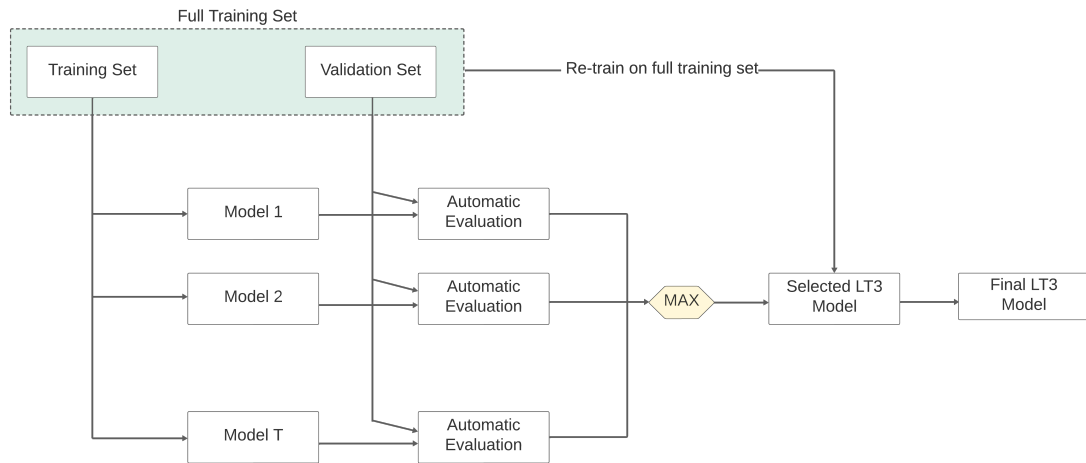 Full Training Set
Training Set
Validation Set
Re-train on full training set
Model 1
Automatic
Evaluation
Model 2
Automatic
Evaluation
MAX
Selected LT3
Model
Final LT3
Model
Model T
Automatic
Evaluation